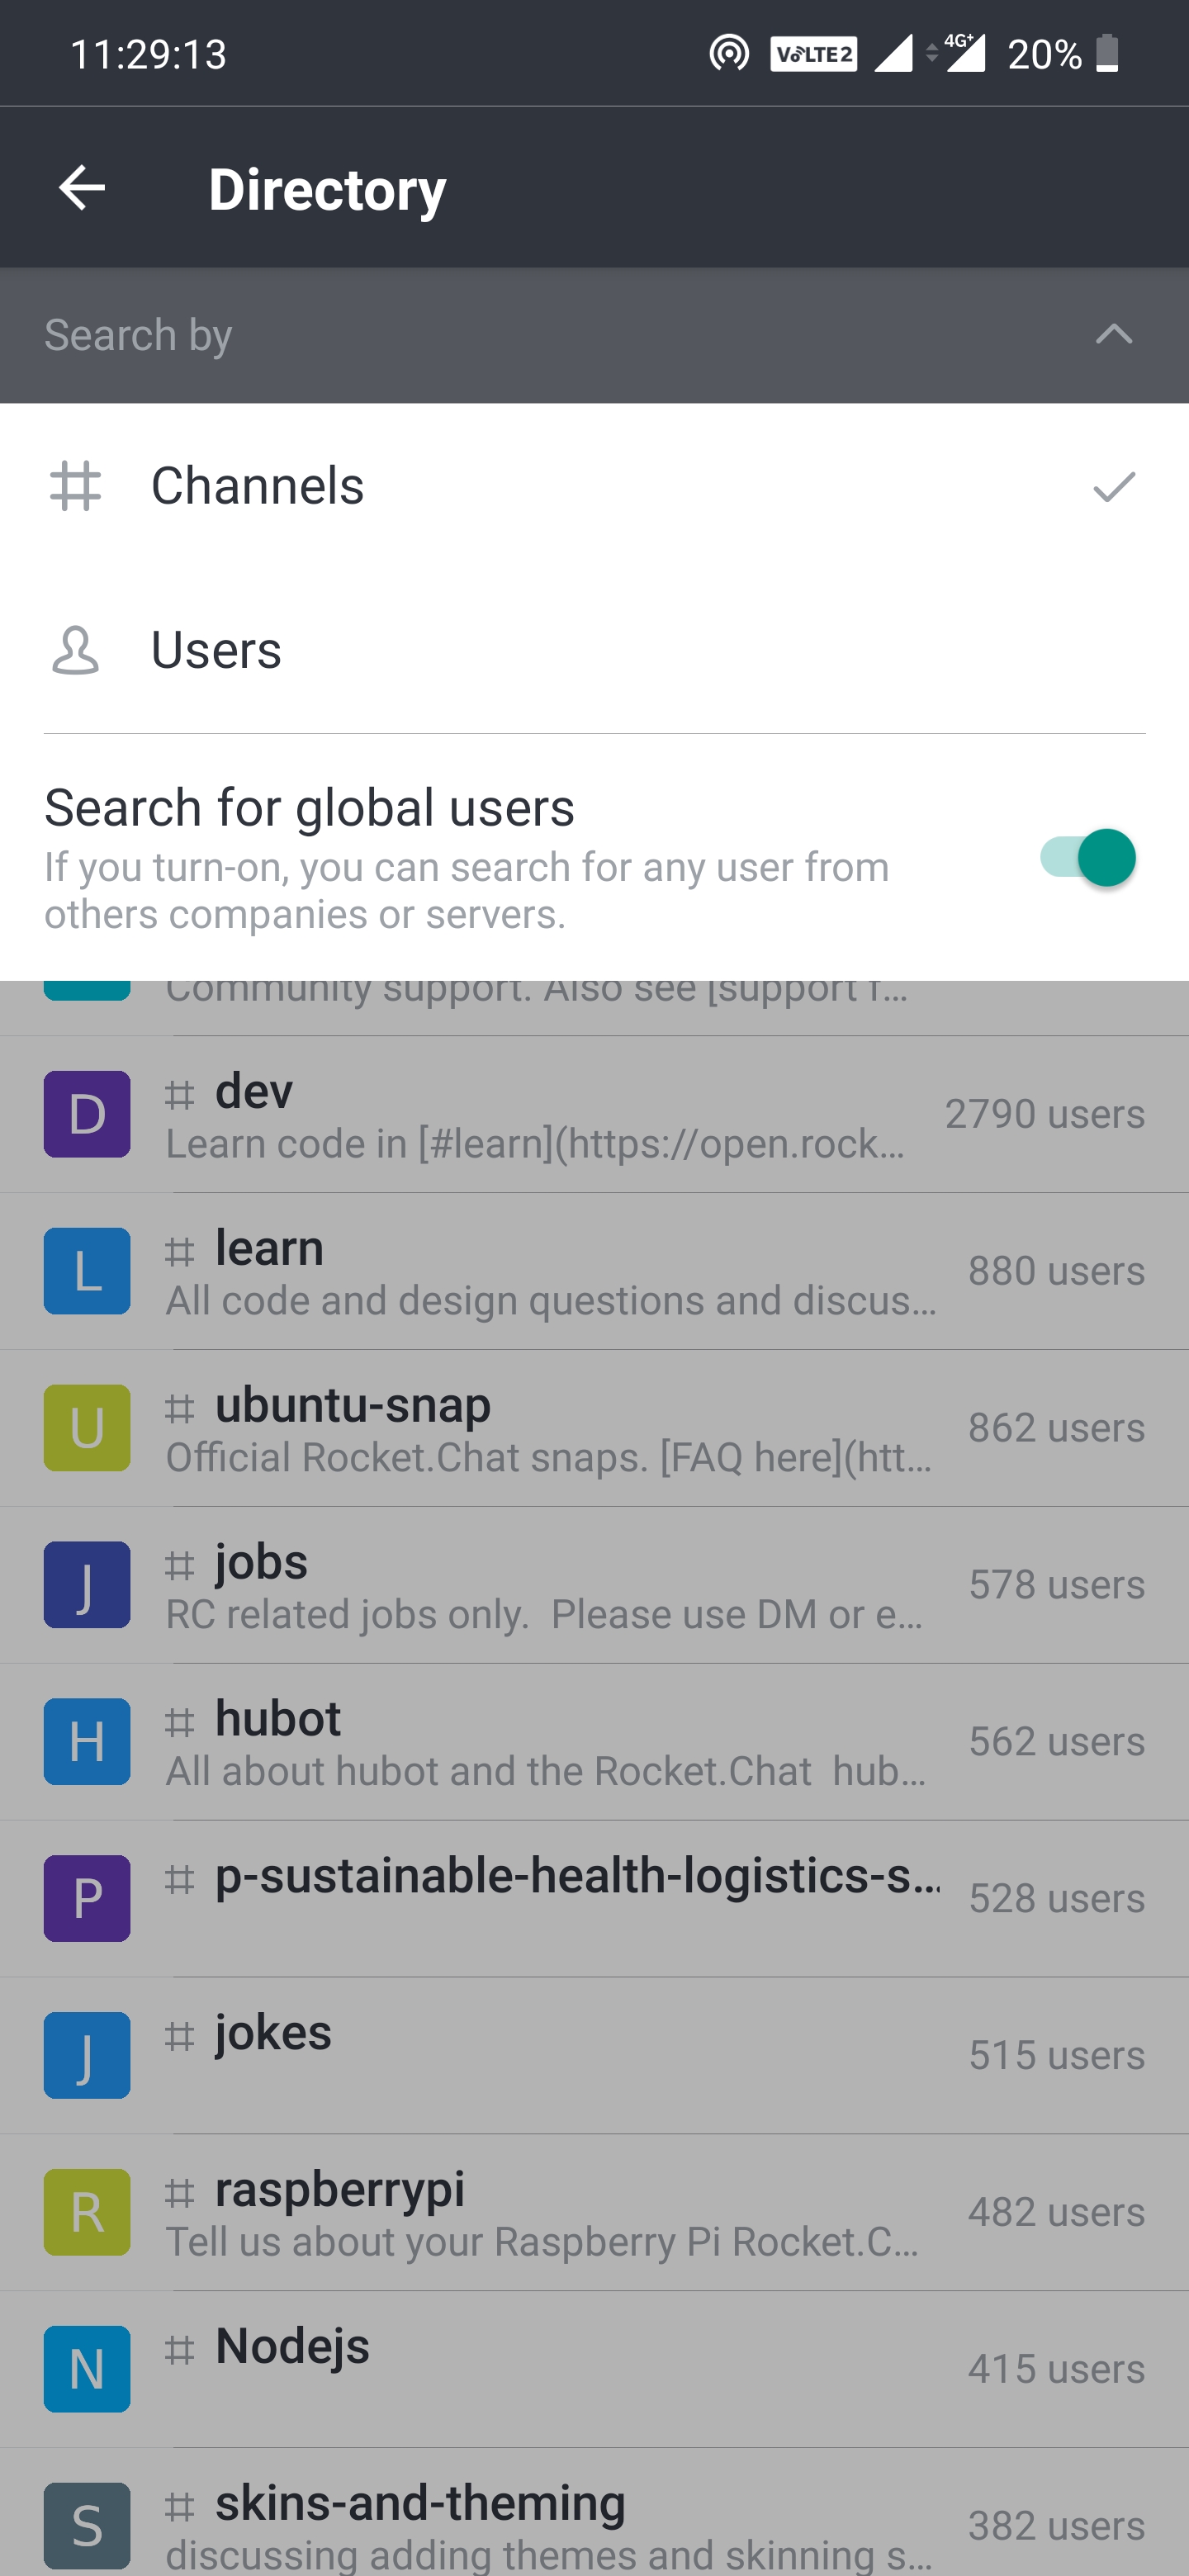 11:29:13
VoLTE2 4G+ 20%
Directory
Search by
Channels
Users
Search for global users
If you turn-on, you can search for any user from
others companies or servers.
Community support. Also see [support f...
D
# dev
2790 users
Learn code in [#learn](https://open.rock...
L
# learn
880 users
All code and design questions and discus...
U
# ubuntu-snap
862 users
Official Rocket.Chat snaps. [FAQ here](htt...
J
# jobs
578 users
RC related jobs only.  Please use DM or e...
H
# hubot
562 users
All about hubot and the Rocket.Chat  hub...
P
# p-sustainable-health-logistics-s...
528 users
J
# jokes
515 users
R
# raspberrypi
482 users
Tell us about your Raspberry Pi Rocket.C...
N
# Nodejs
415 users
S
# skins-and-theming
382 users
discussing adding themes and skinning s...